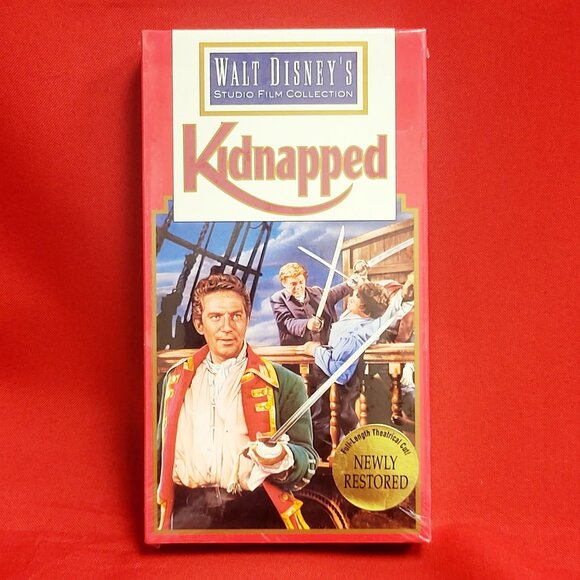 WALT DISNEY'S
STUDIO FILM COLLECTION
Kidnapped
Full-Length Theatrical Cut!
NEWLY
RESTORED